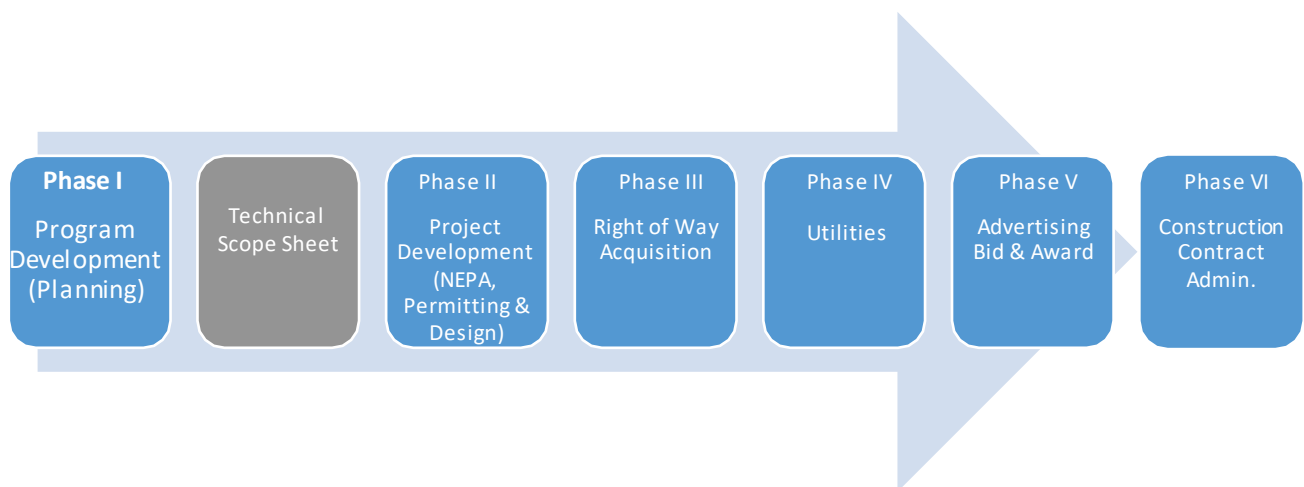 Phase I
Program
Development
(Planning)
Technical
Scope Sheet
Phase II
Project
Development
(NEPA,
Permitting &
Design)
Phase III
Right of Way
Acquisition
Phase IV
Utilities
Phase V
Advertising
Bid & Award
Phase VI
Construction
Contract
Admin.